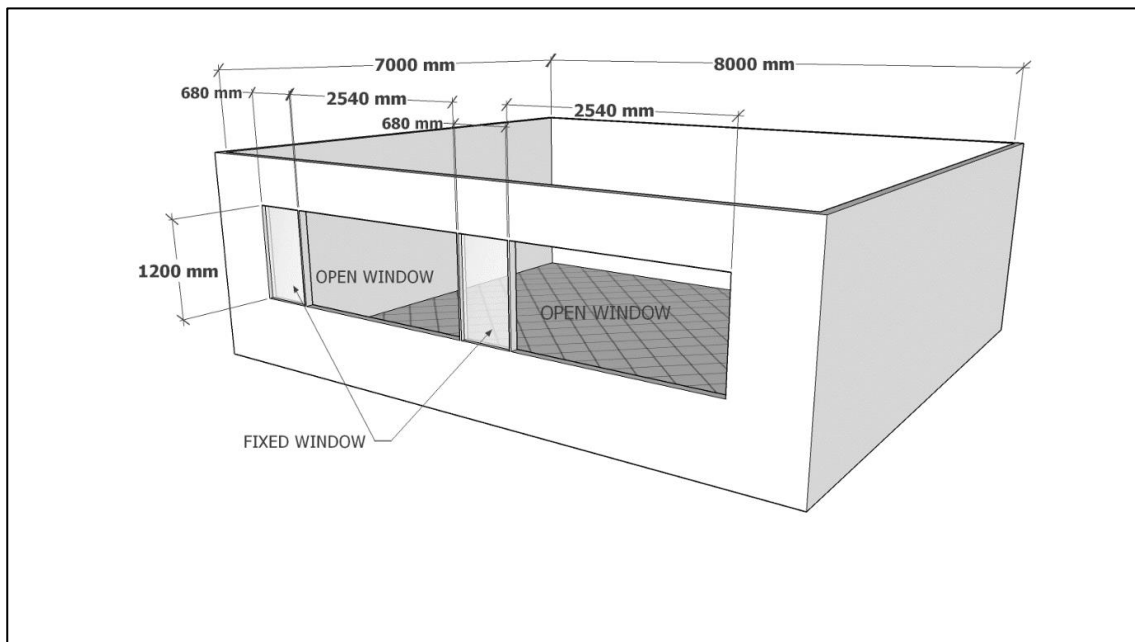 7000 mm
8000 mm
680 mm
2540 mm
680 mm
2540 mm
1200 mm
OPEN WINDOW
OPEN WINDOW
FIXED WINDOW